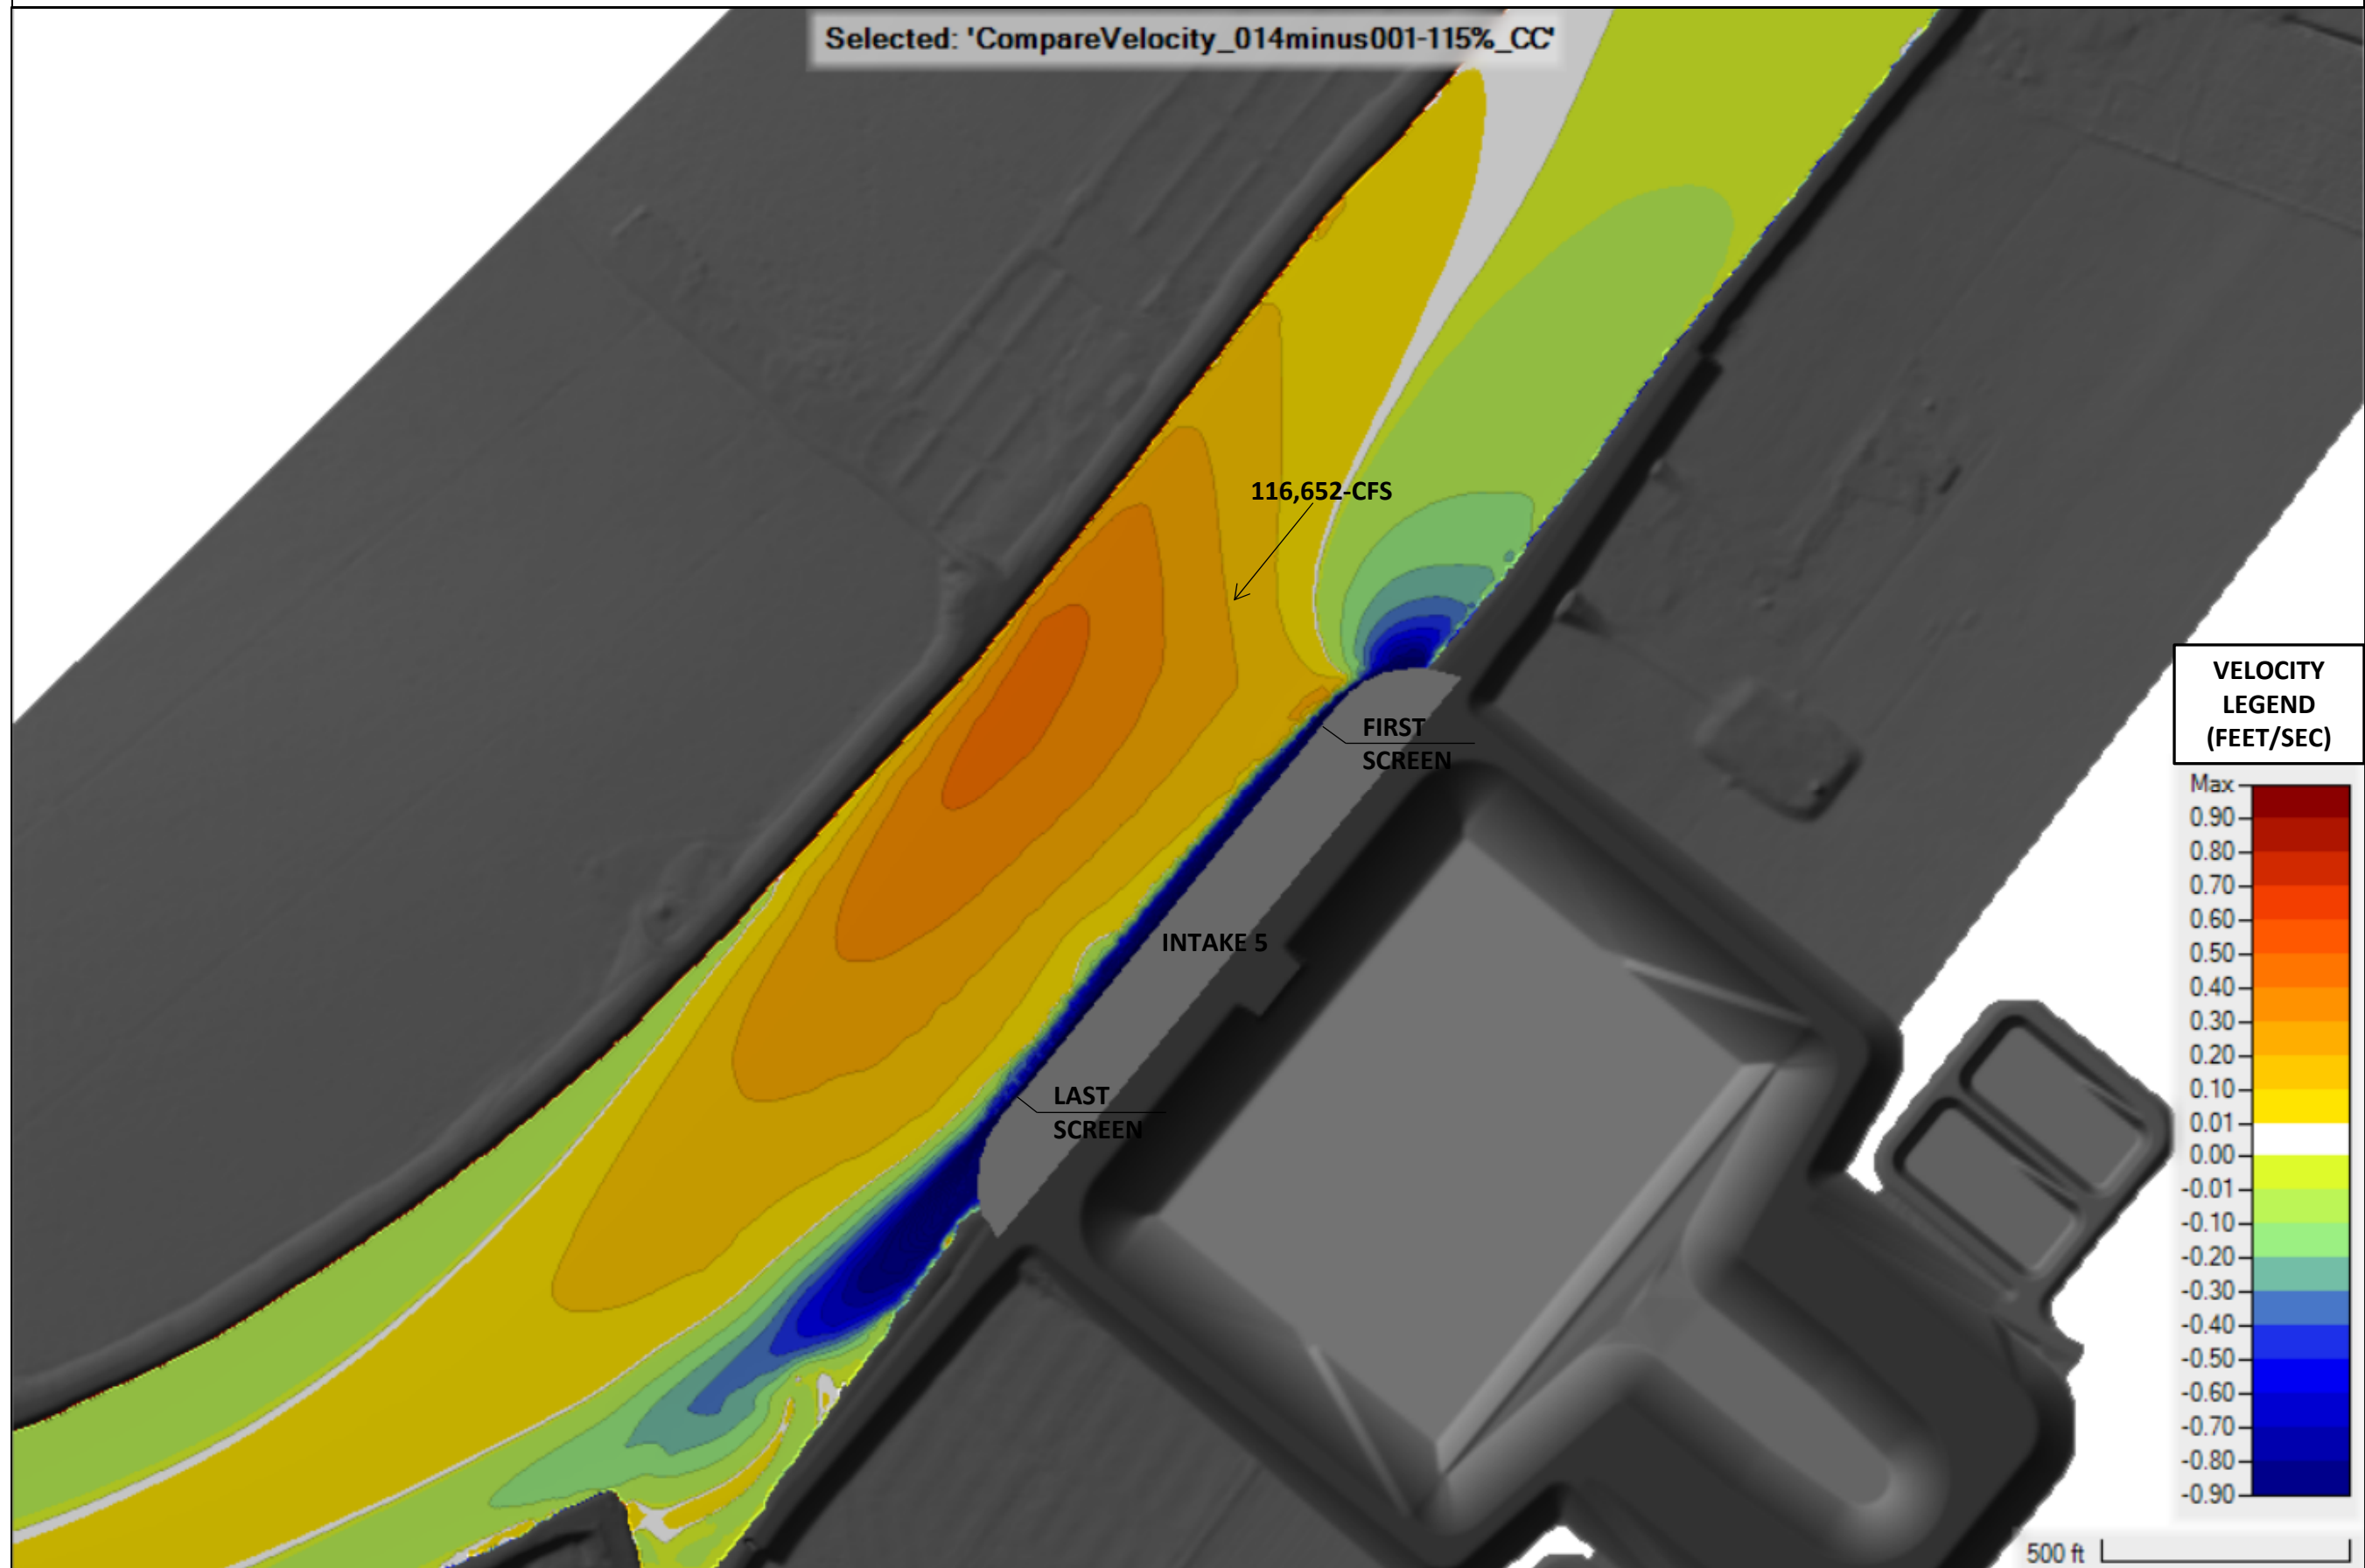 Selected: 'CompareVelocity_014minus001-115%_CC'
116,652-CFS
FIRST
SCREEN
INTAKE 5
LAST
SCREEN
VELOCITY
LEGEND
(FEET/SEC)
Max
0.90
0.80
0.70
0.60
0.50
0.40
0.30
0.20
0.10
0.01
0.00
-0.01
-0.10
-0.20
-0.30
-0.40
-0.50
-0.60
-0.70
-0.80
-0.90
500 ft